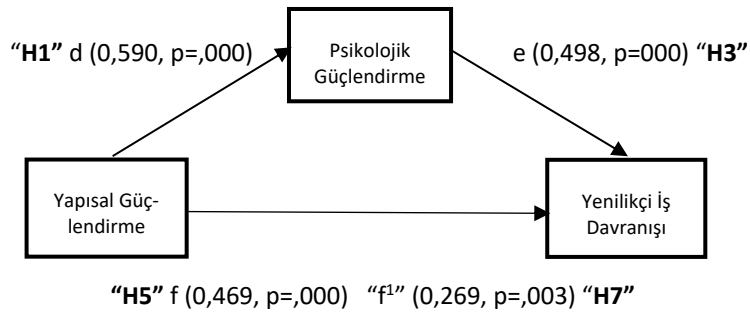 “H1” d (0,590, p=,000)
Psikolojik
Güçlendirme
e (0,498, p=000) “H3”
Yapısal Güç-
lendirme
Yenilikçi İş
Davranışı
“H5” f (0,469, p=,000) “f¹” (0,269, p=,003) “H7”